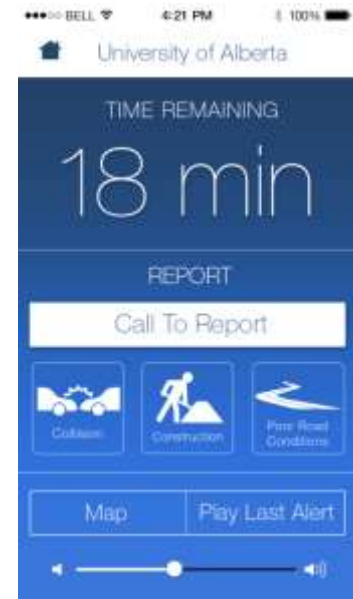 BELL 4:21 PM 100%
University of Alberta
TIME REMAINING
18 min
REPORT
Call To Report
Collision Construction Poor Road
Conditions
Map Play Last Alert